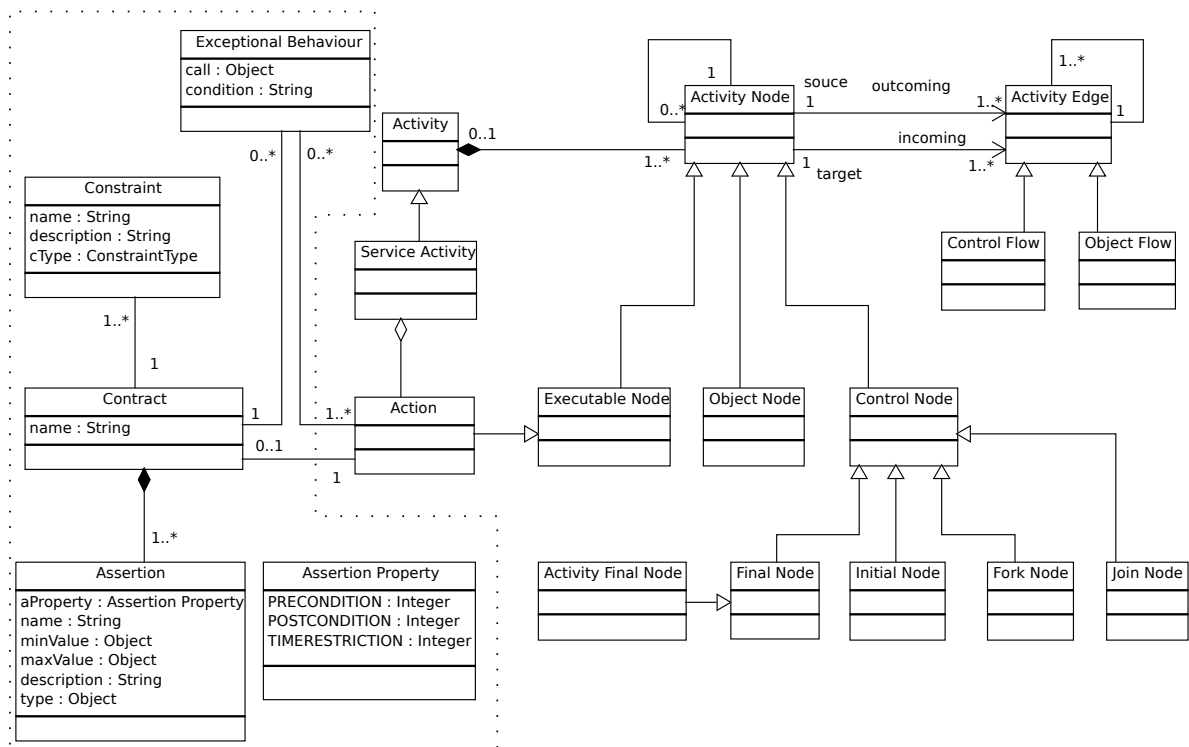 Exceptional Behaviour
call : Object
condition : String
0..*
0..*
Activity
0..1
1..*
1
0..*
Activity Node
souce
1
outcoming
1..*
incoming
1
target
1..*
1..*
Activity Edge
1
Constraint
name : String
description : String
cType : ConstraintType
1..*
1
Service Activity
Control Flow
Object Flow
Contract
name : String
1
0..1
1..*
1
Action
Executable Node
Object Node
Control Node
1..*
Assertion
aProperty : Assertion Property
name : String
minValue : Object
maxValue : Object
description : String
type : Object
Assertion Property
PRECONDITION : Integer
POSTCONDITION : Integer
TIMERESTRICTION : Integer
Activity Final Node
Final Node
Initial Node
Fork Node
Join Node